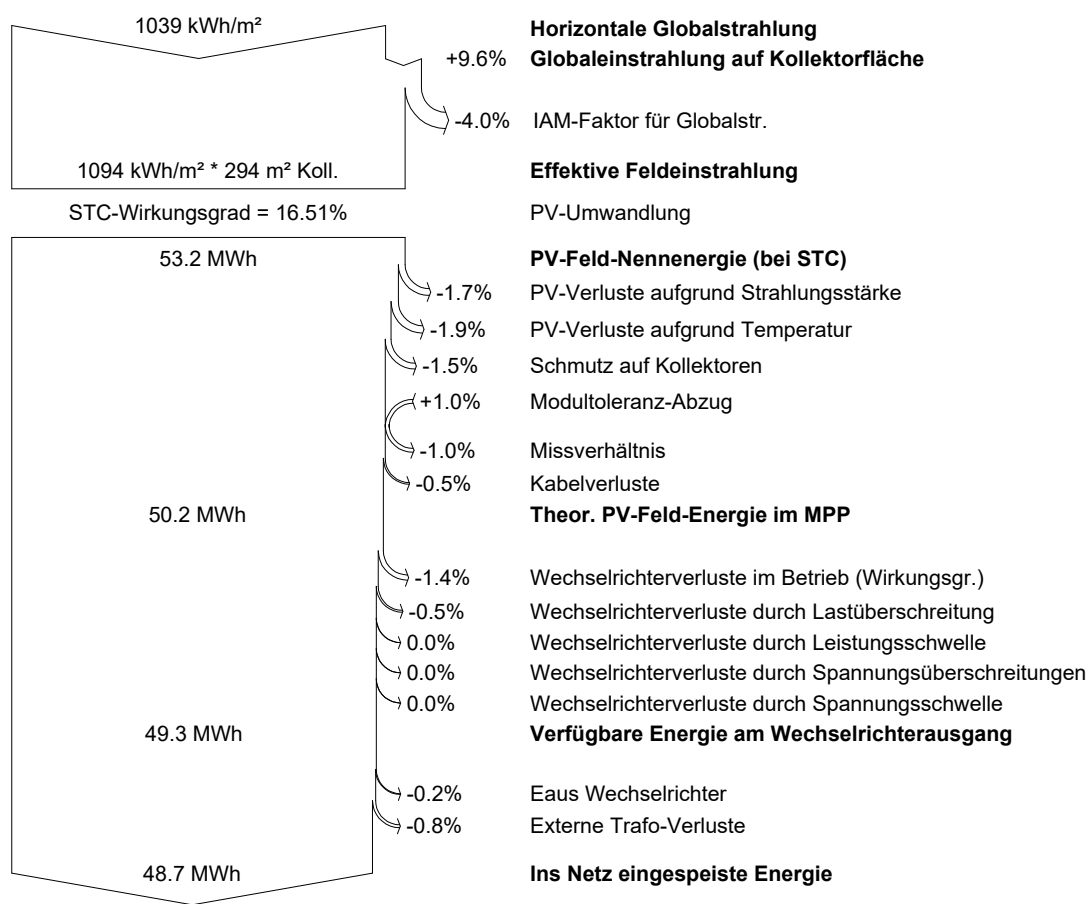 1039 kWh/m² Horizontale Globalstrahlung
+9.6% Globaleinstrahlung auf Kollektorfläche
-4.0% IAM-Faktor für Globalstr.
1094 kWh/m² * 294 m² Koll. Effektive Feldeinstrahlung
STC-Wirkungsgrad = 16.51% PV-Umwandlung
53.2 MWh PV-Feld-Nennenergie (bei STC)
-1.7% PV-Verluste aufgrund Strahlungsstärke
-1.9% PV-Verluste aufgrund Temperatur
-1.5% Schmutz auf Kollektoren
+1.0% Modultoleranz-Abzug
-1.0% Missverhältnis
-0.5% Kabelverluste
50.2 MWh Theor. PV-Feld-Energie im MPP
-1.4% Wechselrichterverluste im Betrieb (Wirkungsgr.)
-0.5% Wechselrichterverluste durch Lastüberschreitung
0.0% Wechselrichterverluste durch Leistungsschwelle
0.0% Wechselrichterverluste durch Spannungsüberschreitungen
0.0% Wechselrichterverluste durch Spannungsschwelle
49.3 MWh Verfügbare Energie am Wechselrichterausgang
-0.2% Eaus Wechselrichter
-0.8% Externe Trafo-Verluste
48.7 MWh Ins Netz eingespeiste Energie